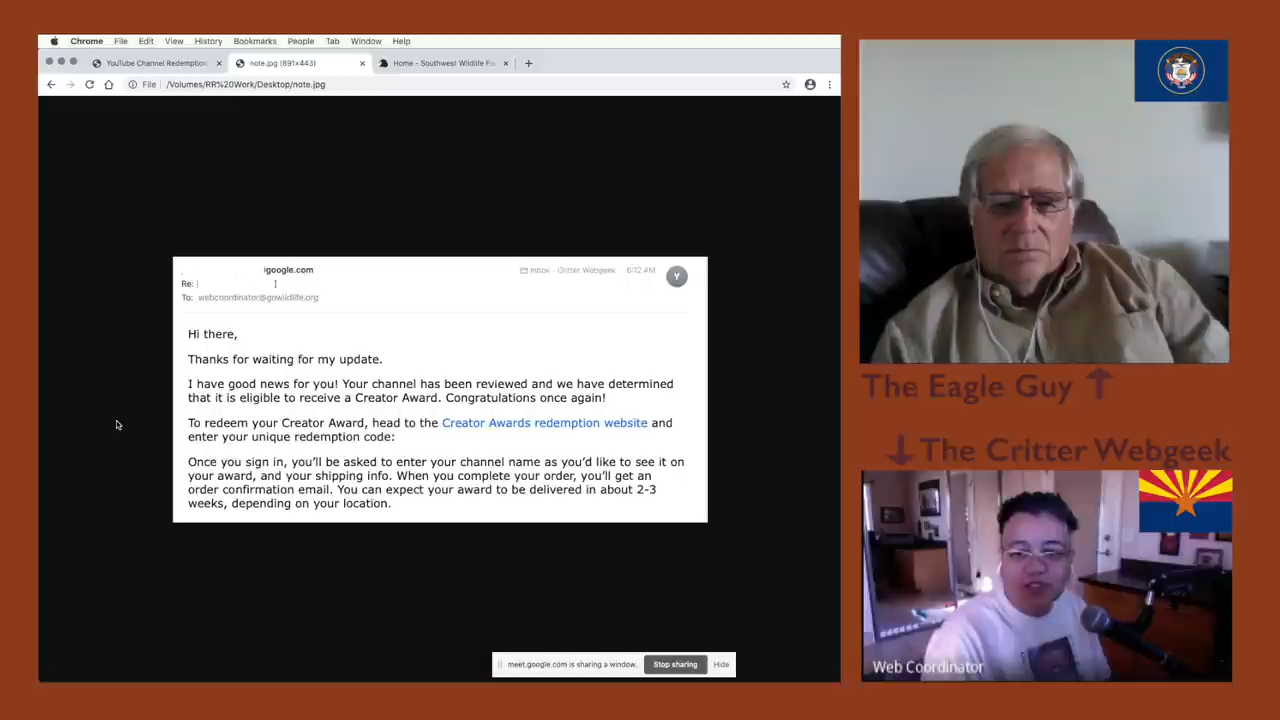 Chrome File Edit View History Bookmarks People Tab Window Help
YouTube Channel Redemption
note.jpg (891×443)
Home - Southwest Wildlife Fo
File /Volumes/RR%20Work/Desktop/note.jpg
google.com
Inbox - Critter Webgeek 6:12 AM
Y
Re: [ ]
To: webcoordinator@gowildlife.org
Hi there,
Thanks for waiting for my update.
I have good news for you! Your channel has been reviewed and we have determined
that it is eligible to receive a Creator Award. Congratulations once again!
To redeem your Creator Award, head to the Creator Awards redemption website and
enter your unique redemption code:
Once you sign in, you'll be asked to enter your channel name as you'd like to see it on
your award, and your shipping info. When you complete your order, you'll get an
order confirmation email. You can expect your award to be delivered in about 2-3
weeks, depending on your location.
meet.google.com is sharing a window. Stop sharing Hide
The Eagle Guy ↑
↓ The Critter Webgeek
Web Coordinator